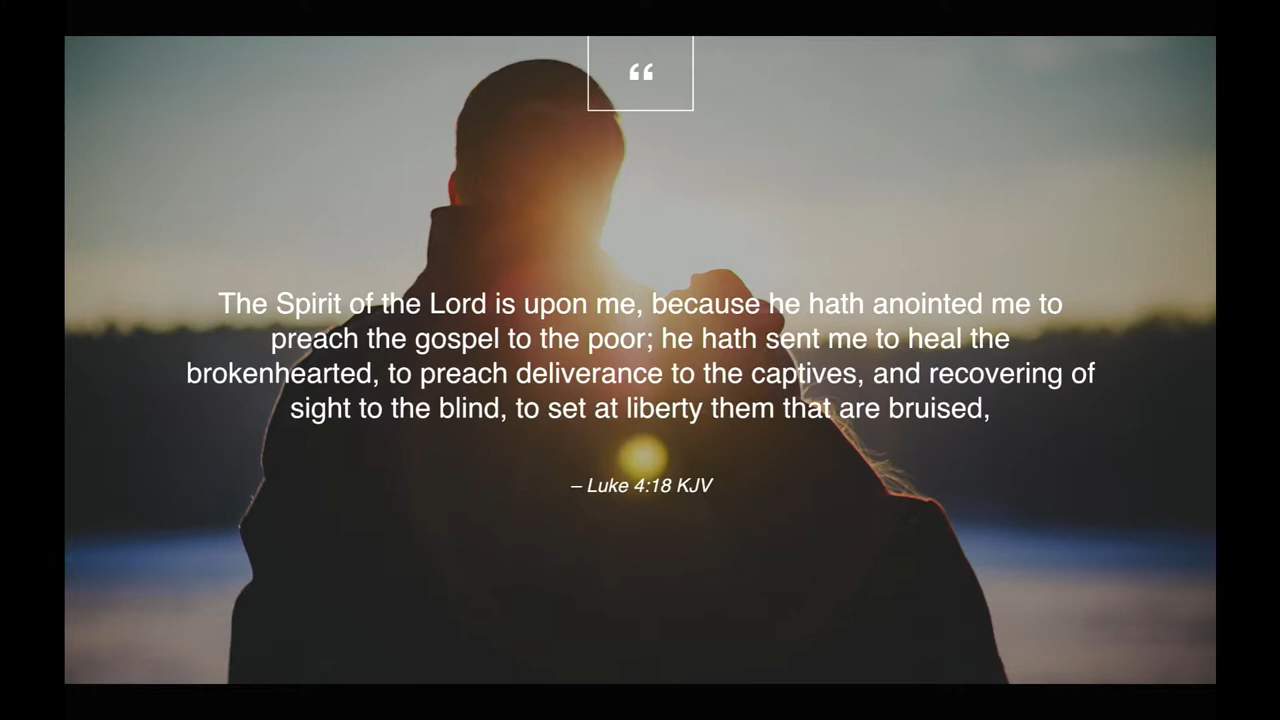 “
The Spirit of the Lord is upon me, because he hath anointed me to
preach the gospel to the poor; he hath sent me to heal the
brokenhearted, to preach deliverance to the captives, and recovering of
sight to the blind, to set at liberty them that are bruised,
– Luke 4:18 KJV